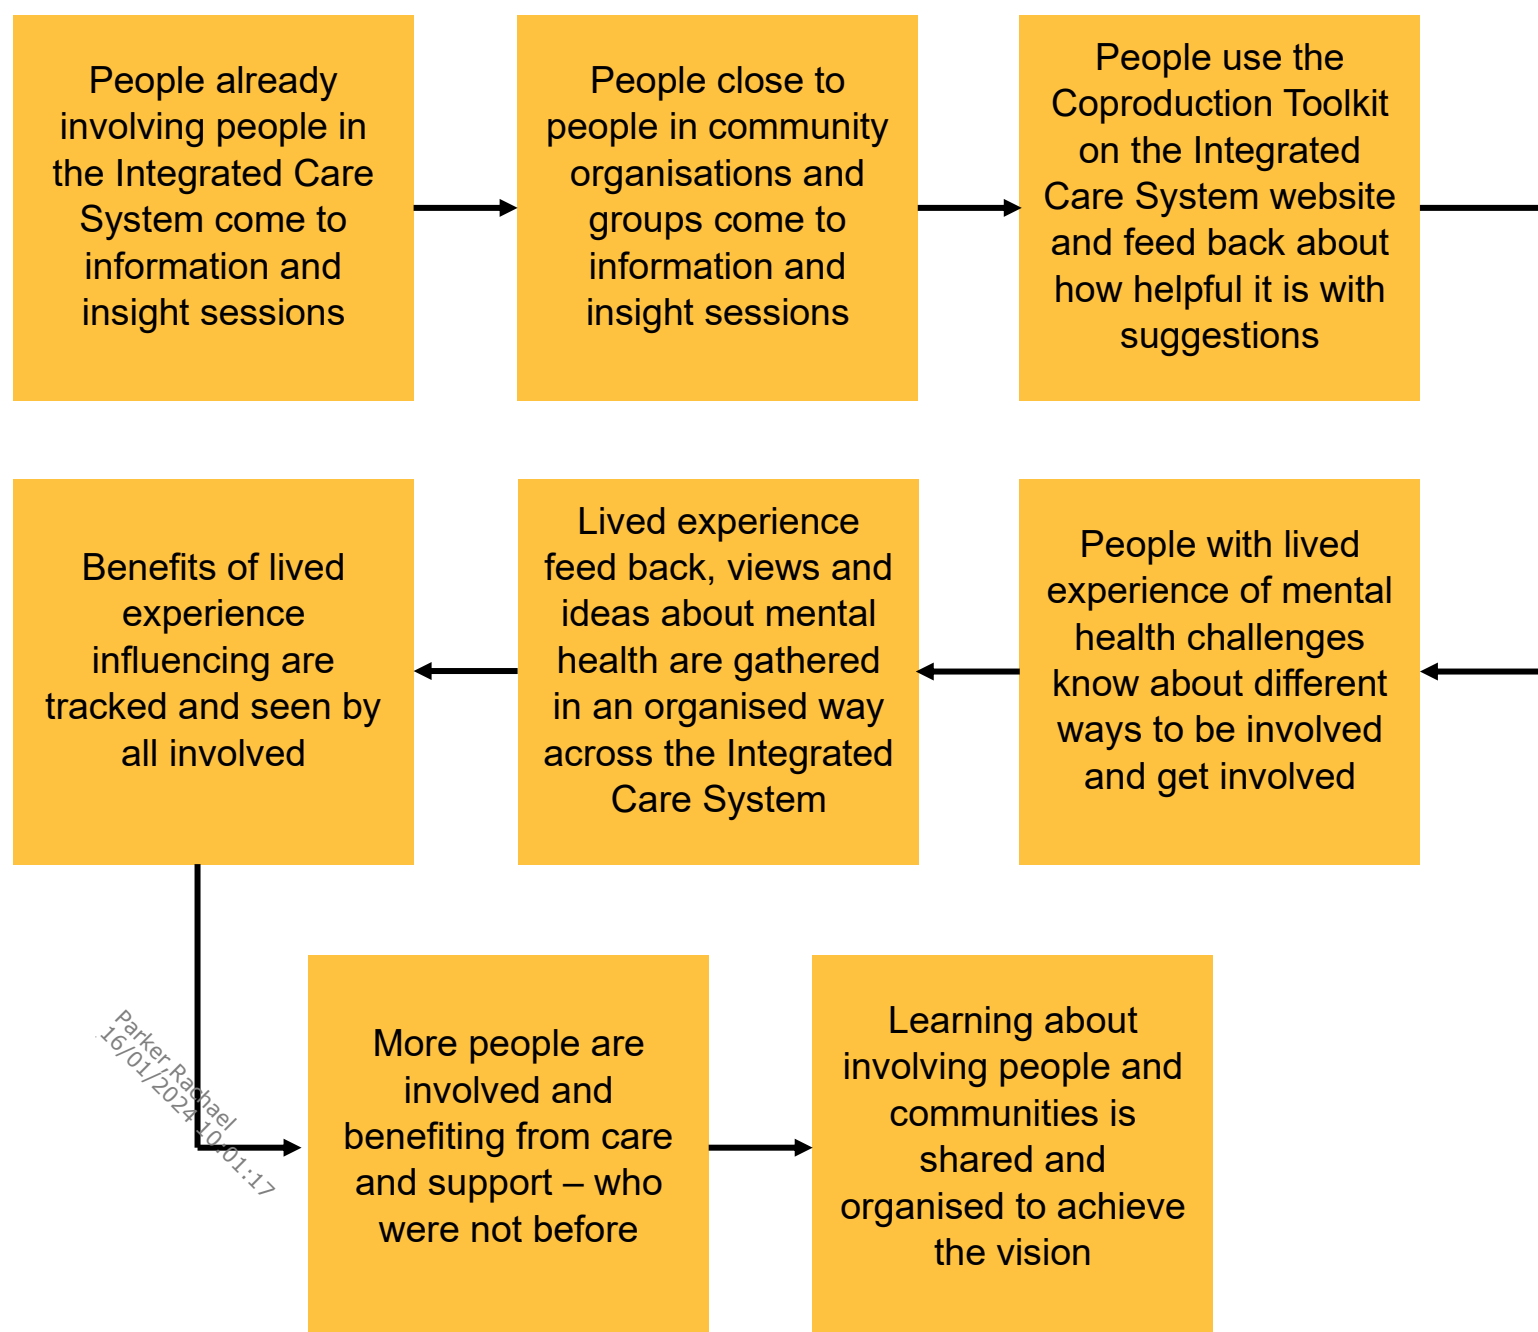 People already
involving people in
the Integrated Care
System come to
information and
insight sessions
People close to
people in community
organisations and
groups come to
information and
insight sessions
People use the
Coproduction Toolkit
on the Integrated
Care System website
and feed back about
how helpful it is with
suggestions
People with lived
experience of mental
health challenges
know about different
ways to be involved
and get involved
Lived experience
feed back, views and
ideas about mental
health are gathered
in an organised way
across the Integrated
Care System
Benefits of lived
experience
influencing are
tracked and seen by
all involved
More people are
involved and
benefiting from care
and support – who
were not before
Learning about
involving people and
communities is
shared and
organised to achieve
the vision
Parker,Rachael
16/01/2024 10:01:17